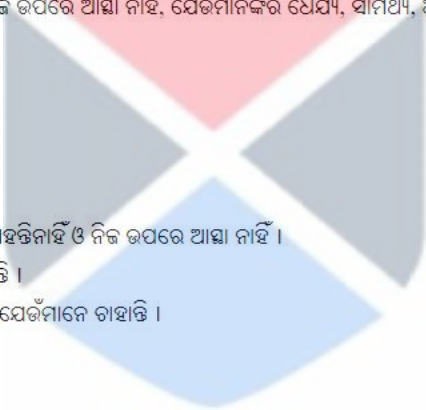 ଉପରେ ଆସ୍ଥା ନାହିଁ, ଯେଉଁମାନଙ୍କର ଧୈର୍ଯ୍ୟ, ସାମର୍ଥ୍ୟ,
ହନ୍ତିନାହିଁ ଓ ନିଜ ଉପରେ ଆସ୍ଥା ନାହିଁ ।
ନ୍ତି ।
ଯେଉଁମାନେ ଚାହାନ୍ତି ।